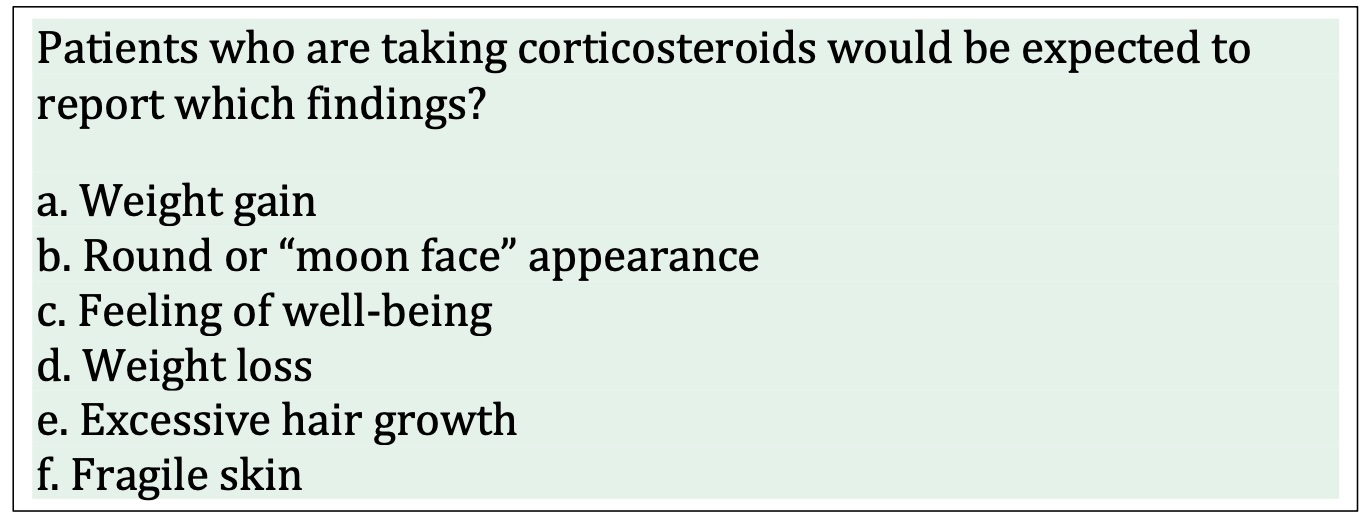 Patients who are taking corticosteroids would be expected to
report which findings?
a. Weight gain
b. Round or “moon face” appearance
c. Feeling of well-being
d. Weight loss
e. Excessive hair growth
f. Fragile skin